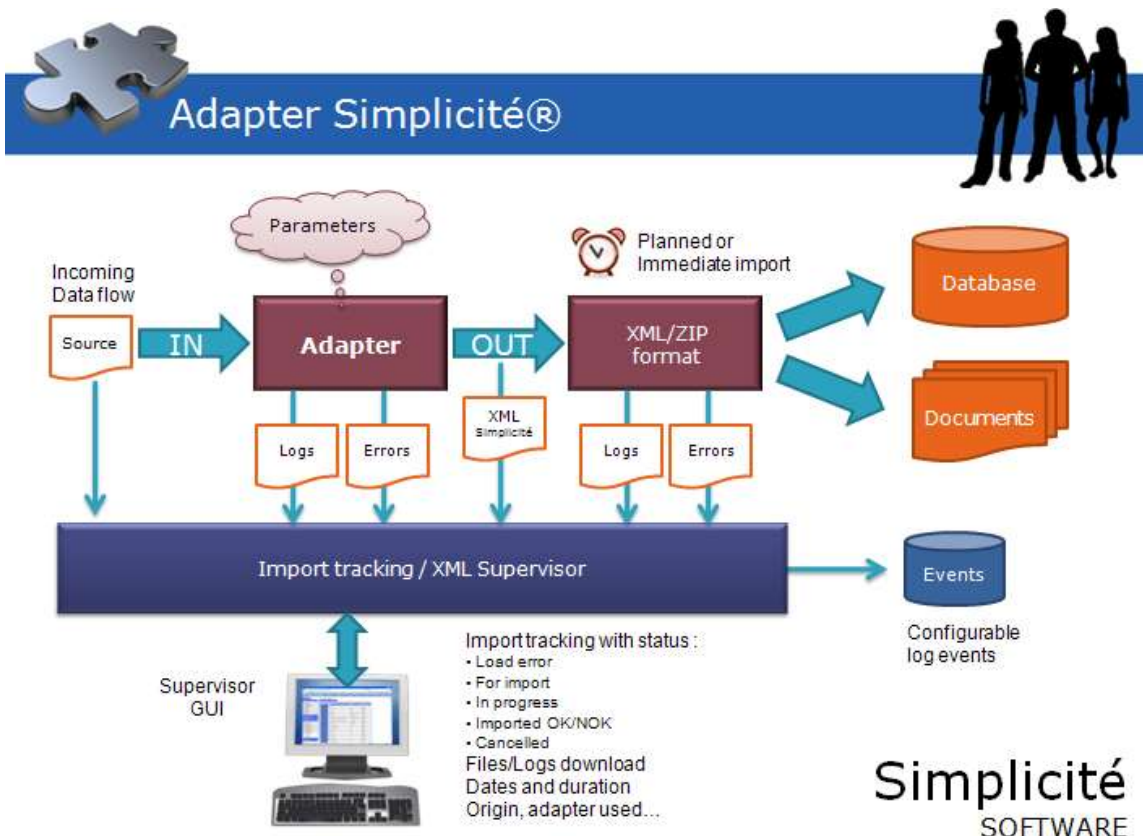 Adapter Simplicité®
Parameters
Planned or
Immediate import
Incoming
Data flow
Source
IN
Adapter
OUT
XML/ZIP
format
Database
Documents
XML
Simplicité
Logs
Errors
Logs
Errors
Import tracking / XML Supervisor
Events
Configurable
log events
Supervisor
GUI
Import tracking with status :
• Load error
• For import
• In progress
• Imported OK/NOK
• Cancelled
Files/Logs download
Dates and duration
Origin, adapter used...
Simplicité
SOFTWARE